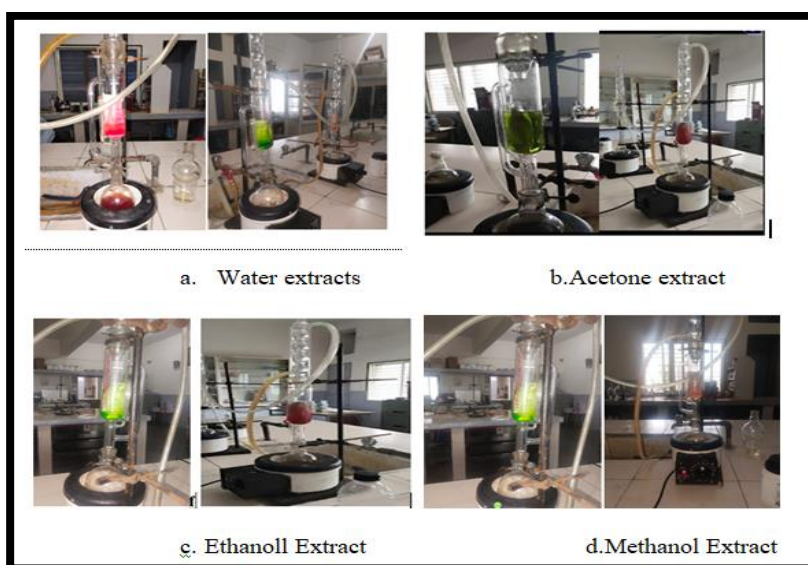 a. Water extracts
b.Acetone extract
c. Ethanoll Extract
d.Methanol Extract